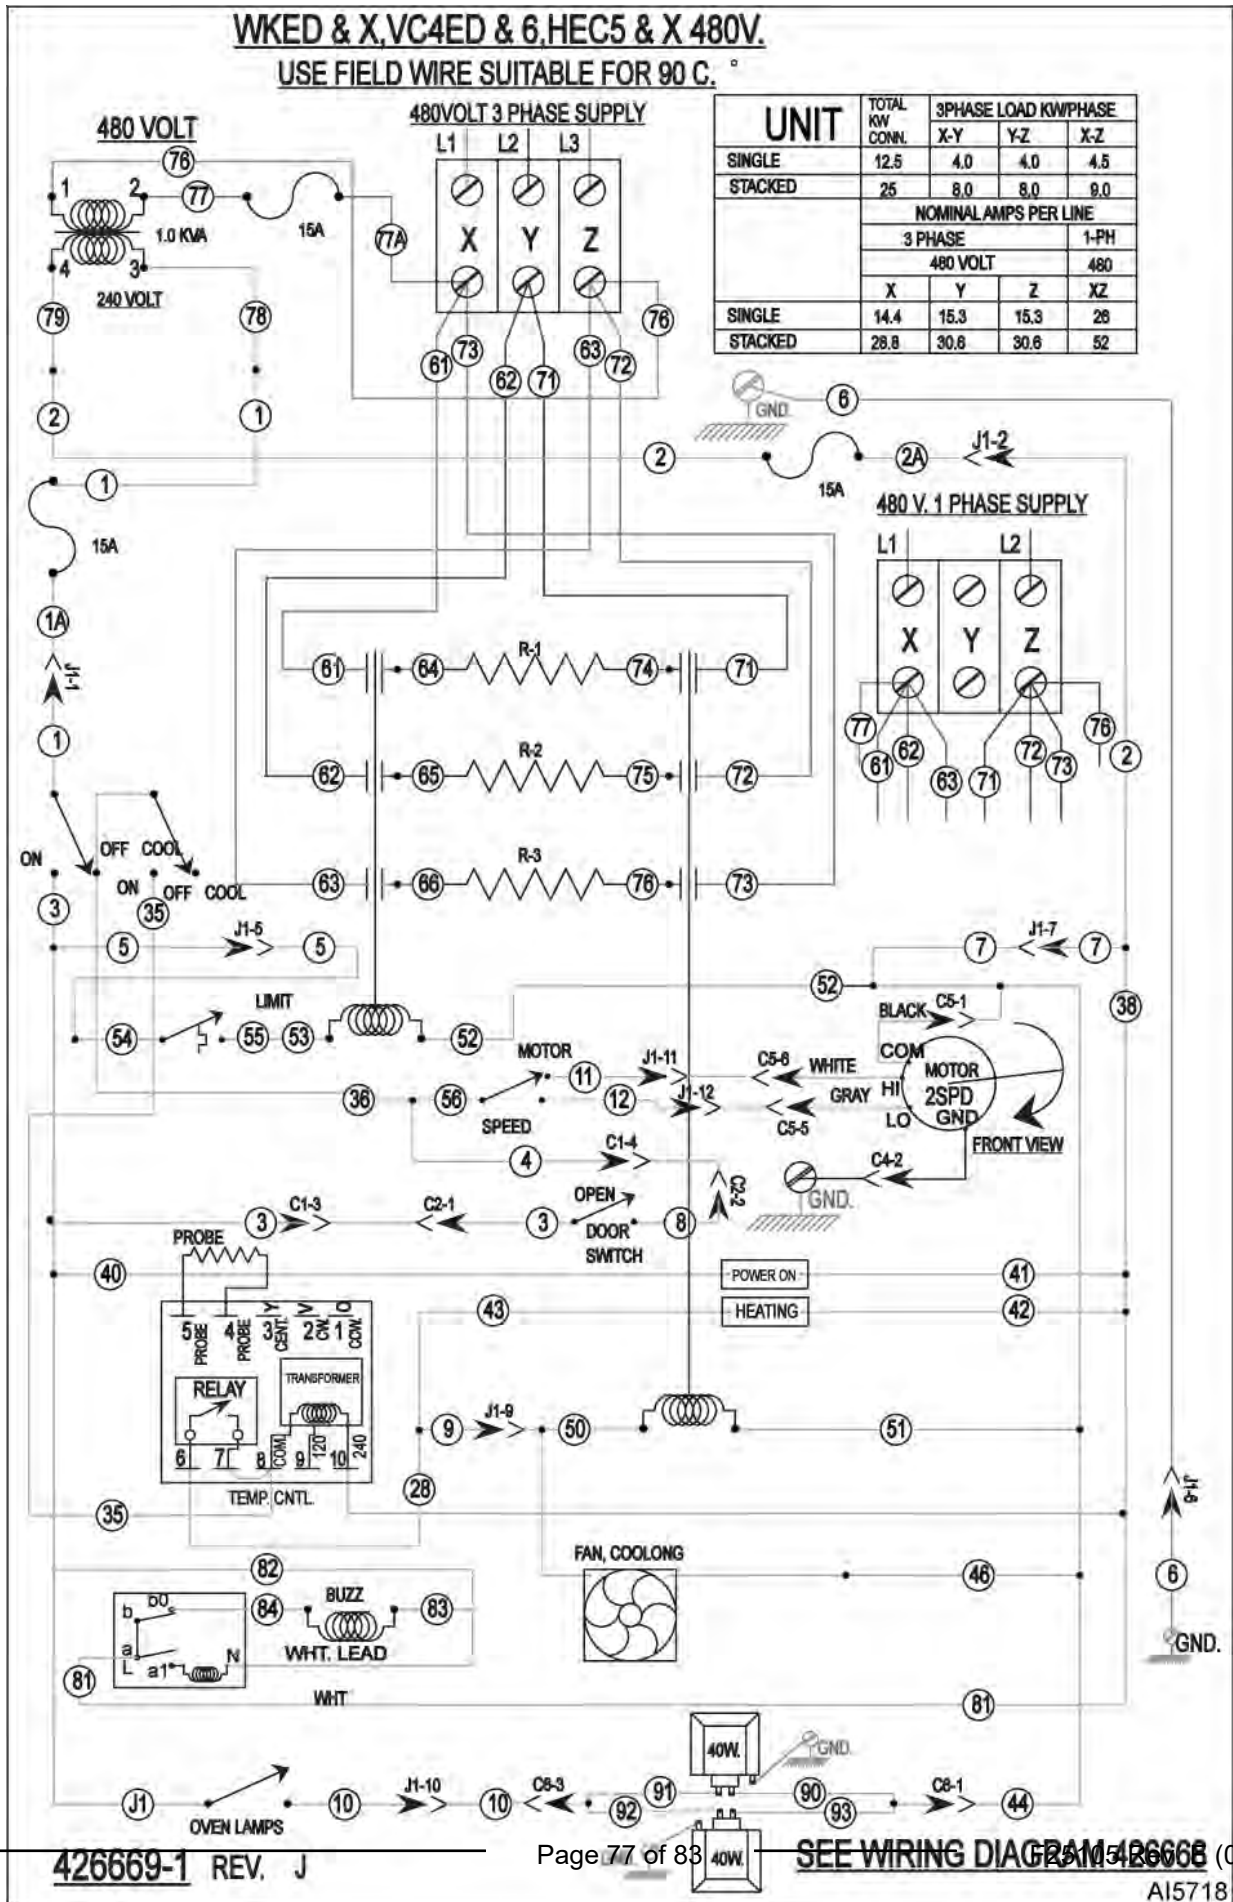 WKED & X,VC4ED & 6,HEC5 & X 480V.
USE FIELD WIRE SUITABLE FOR 90 C. °
480 VOLT
480VOLT 3 PHASE SUPPLY
L1 L2 L3
X Y Z
UNIT
TOTAL KW CONN.
3PHASE LOAD KW/PHASE
X-Y Y-Z X-Z
SINGLE 12.5 4.0 4.0 4.5
STACKED 25 8.0 8.0 9.0
NOMINAL AMPS PER LINE
3 PHASE 1-PH
480 VOLT 480
X Y Z XZ
SINGLE 14.4 15.3 15.3 26
STACKED 28.8 30.6 30.6 52
76
1 2 77 15A 77A
1.0 KVA
4 3
240 VOLT
79 78 76
61 73 62 71 63 72
2 1
GND. 6
2 15A 2A J1-2
1
15A
480 V. 1 PHASE SUPPLY
L1 L2
X Y Z
77 61 62 63 71 72 73 76 2
1A
J1-1
1
61 64 R-1 74 71
62 65 R-2 75 72
63 66 R-3 76 73
ON OFF COOL
ON OFF COOL
3 35
5 J1-5 5
7 J1-7 7
52
38
54 LIMIT 55 53 52
BLACK C5-1
COM
MOTOR
2SPD
GND
HI
LO
FRONT VIEW
36 56 MOTOR SPEED
11 J1-11 C5-6 WHITE
12 J1-12 C5-5 GRAY
4 C1-4
C2-2
C4-2
GND.
3 C1-3 C2-1 3 OPEN DOOR SWITCH 8
PROBE
40 POWER ON 41
43 HEATING 42
5 PROBE 4 PROBE 3 CENT. Y 2 CW. V 1 CCW. O
RELAY
TRANSFORMER
6 7 8 COM. 9 120 10 240
TEMP. CNTL.
9 J1-9 50 51
28
35
J1-6
82
FAN, COOLONG
46 6
b b0 84 BUZZ 83
a L a1 N
WHT. LEAD
GND.
81 WHT 81
40W. GND.
91 90
J1 OVEN LAMPS 10 J1-10 10 C6-3 C6-1 44
92 93
40W.
426669-1 REV. J
Page 77 of 83
SEE WIRING DIAGRAM 426668
AI5718